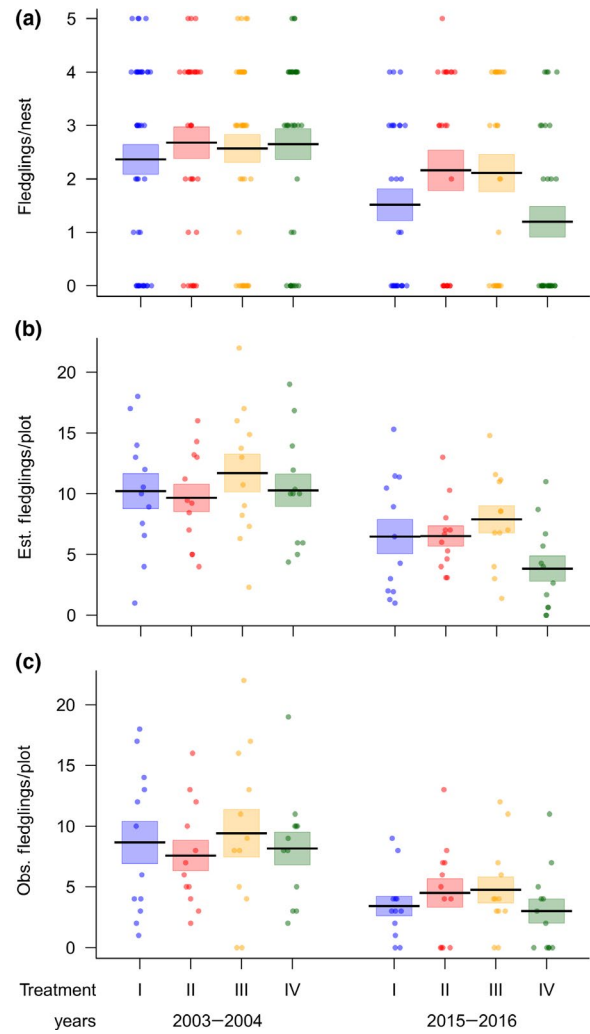 (a)
5
4
3
2
1
0
Fledglings/nest
(b)
20
15
10
5
0
Est. fledglings/plot
(c)
20
15
10
5
0
Obs. fledglings/plot
Treatment I II III IV I II III IV
years 2003–2004 2015–2016